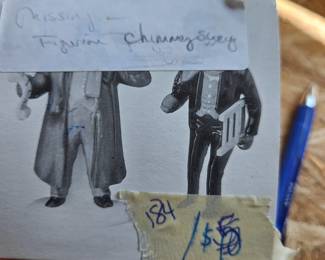 Missing –
Figurine Chimney Sweep
184
/$5